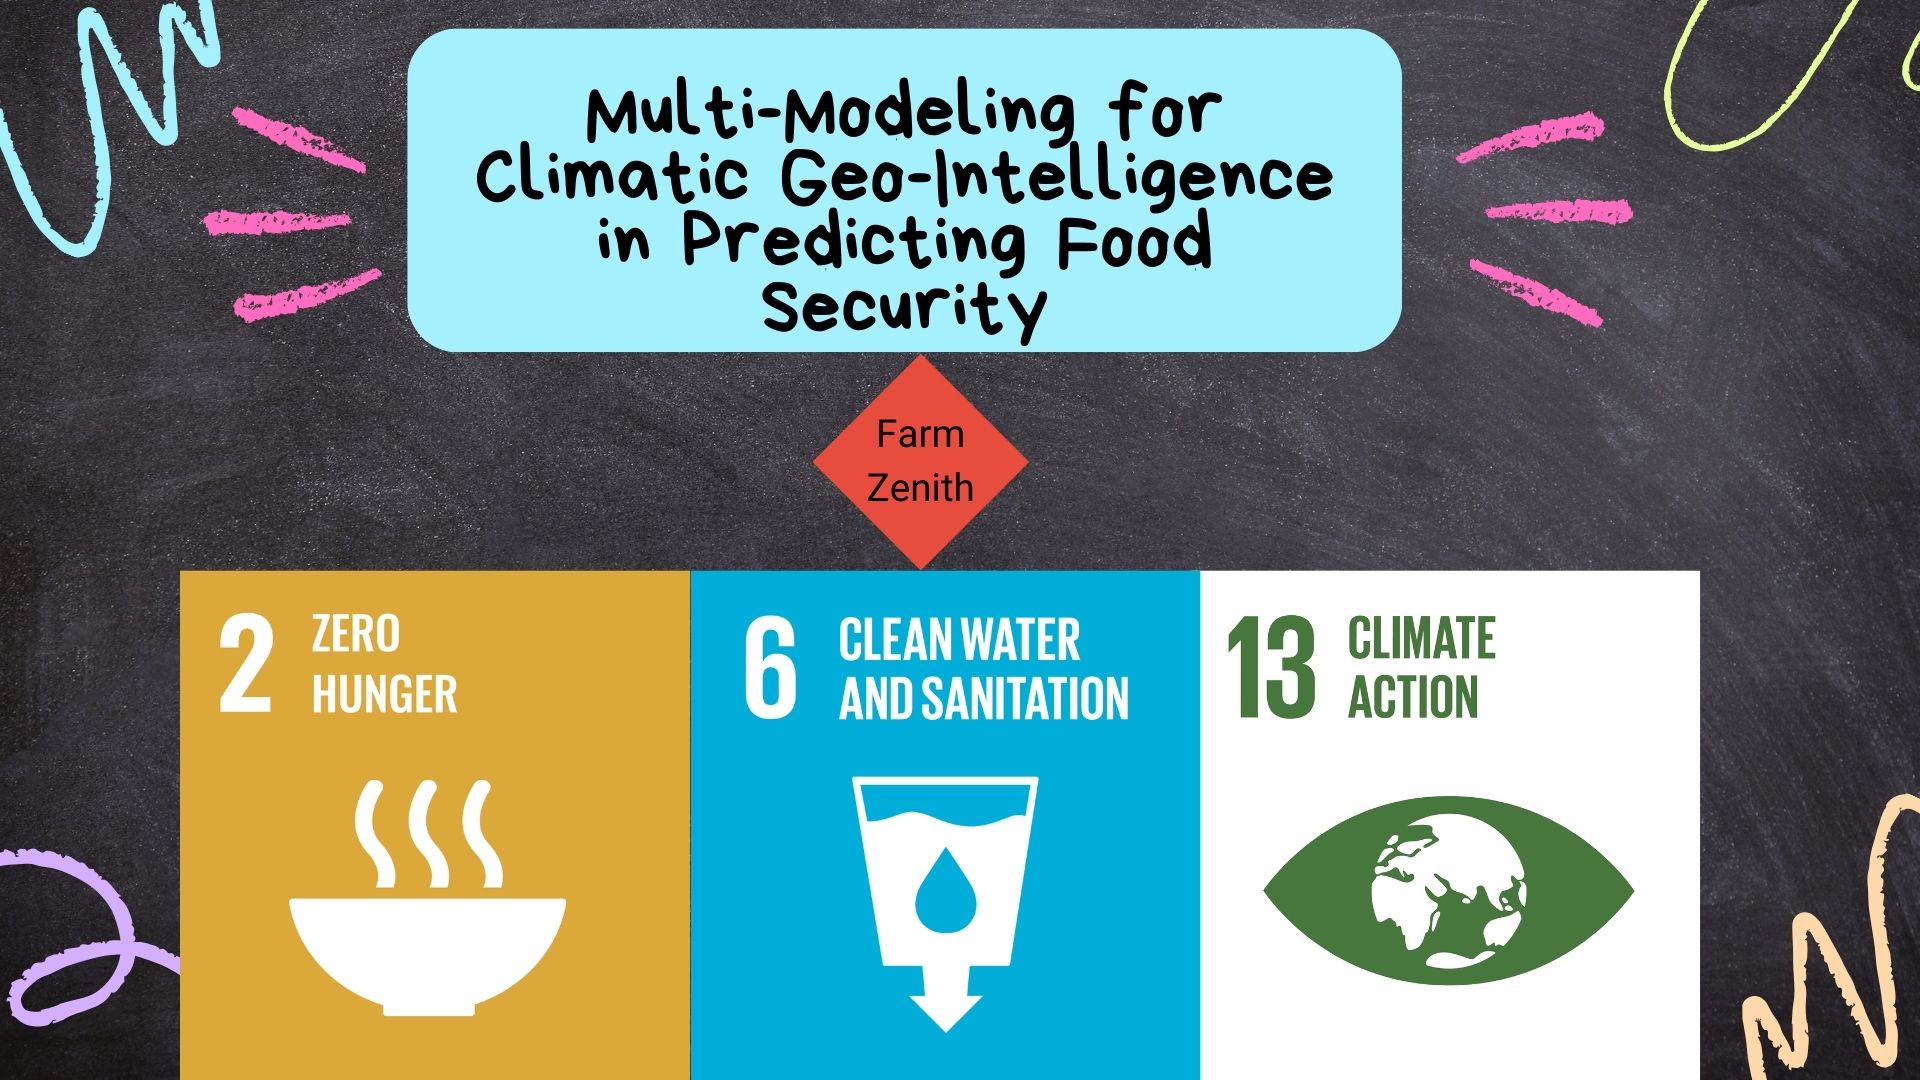 Multi-Modeling for
Climatic Geo-Intelligence
in Predicting Food
Security
Farm
Zenith
2 ZERO
HUNGER
6 CLEAN WATER
AND SANITATION
13 CLIMATE
ACTION